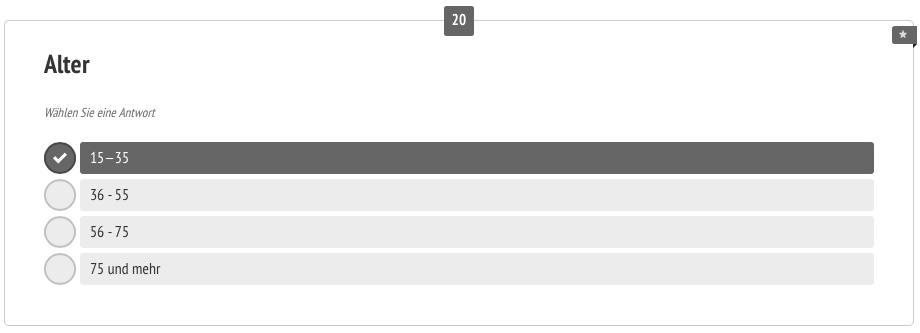 20
Alter
Wählen Sie eine Antwort
15—35
36 - 55
56 - 75
75 und mehr